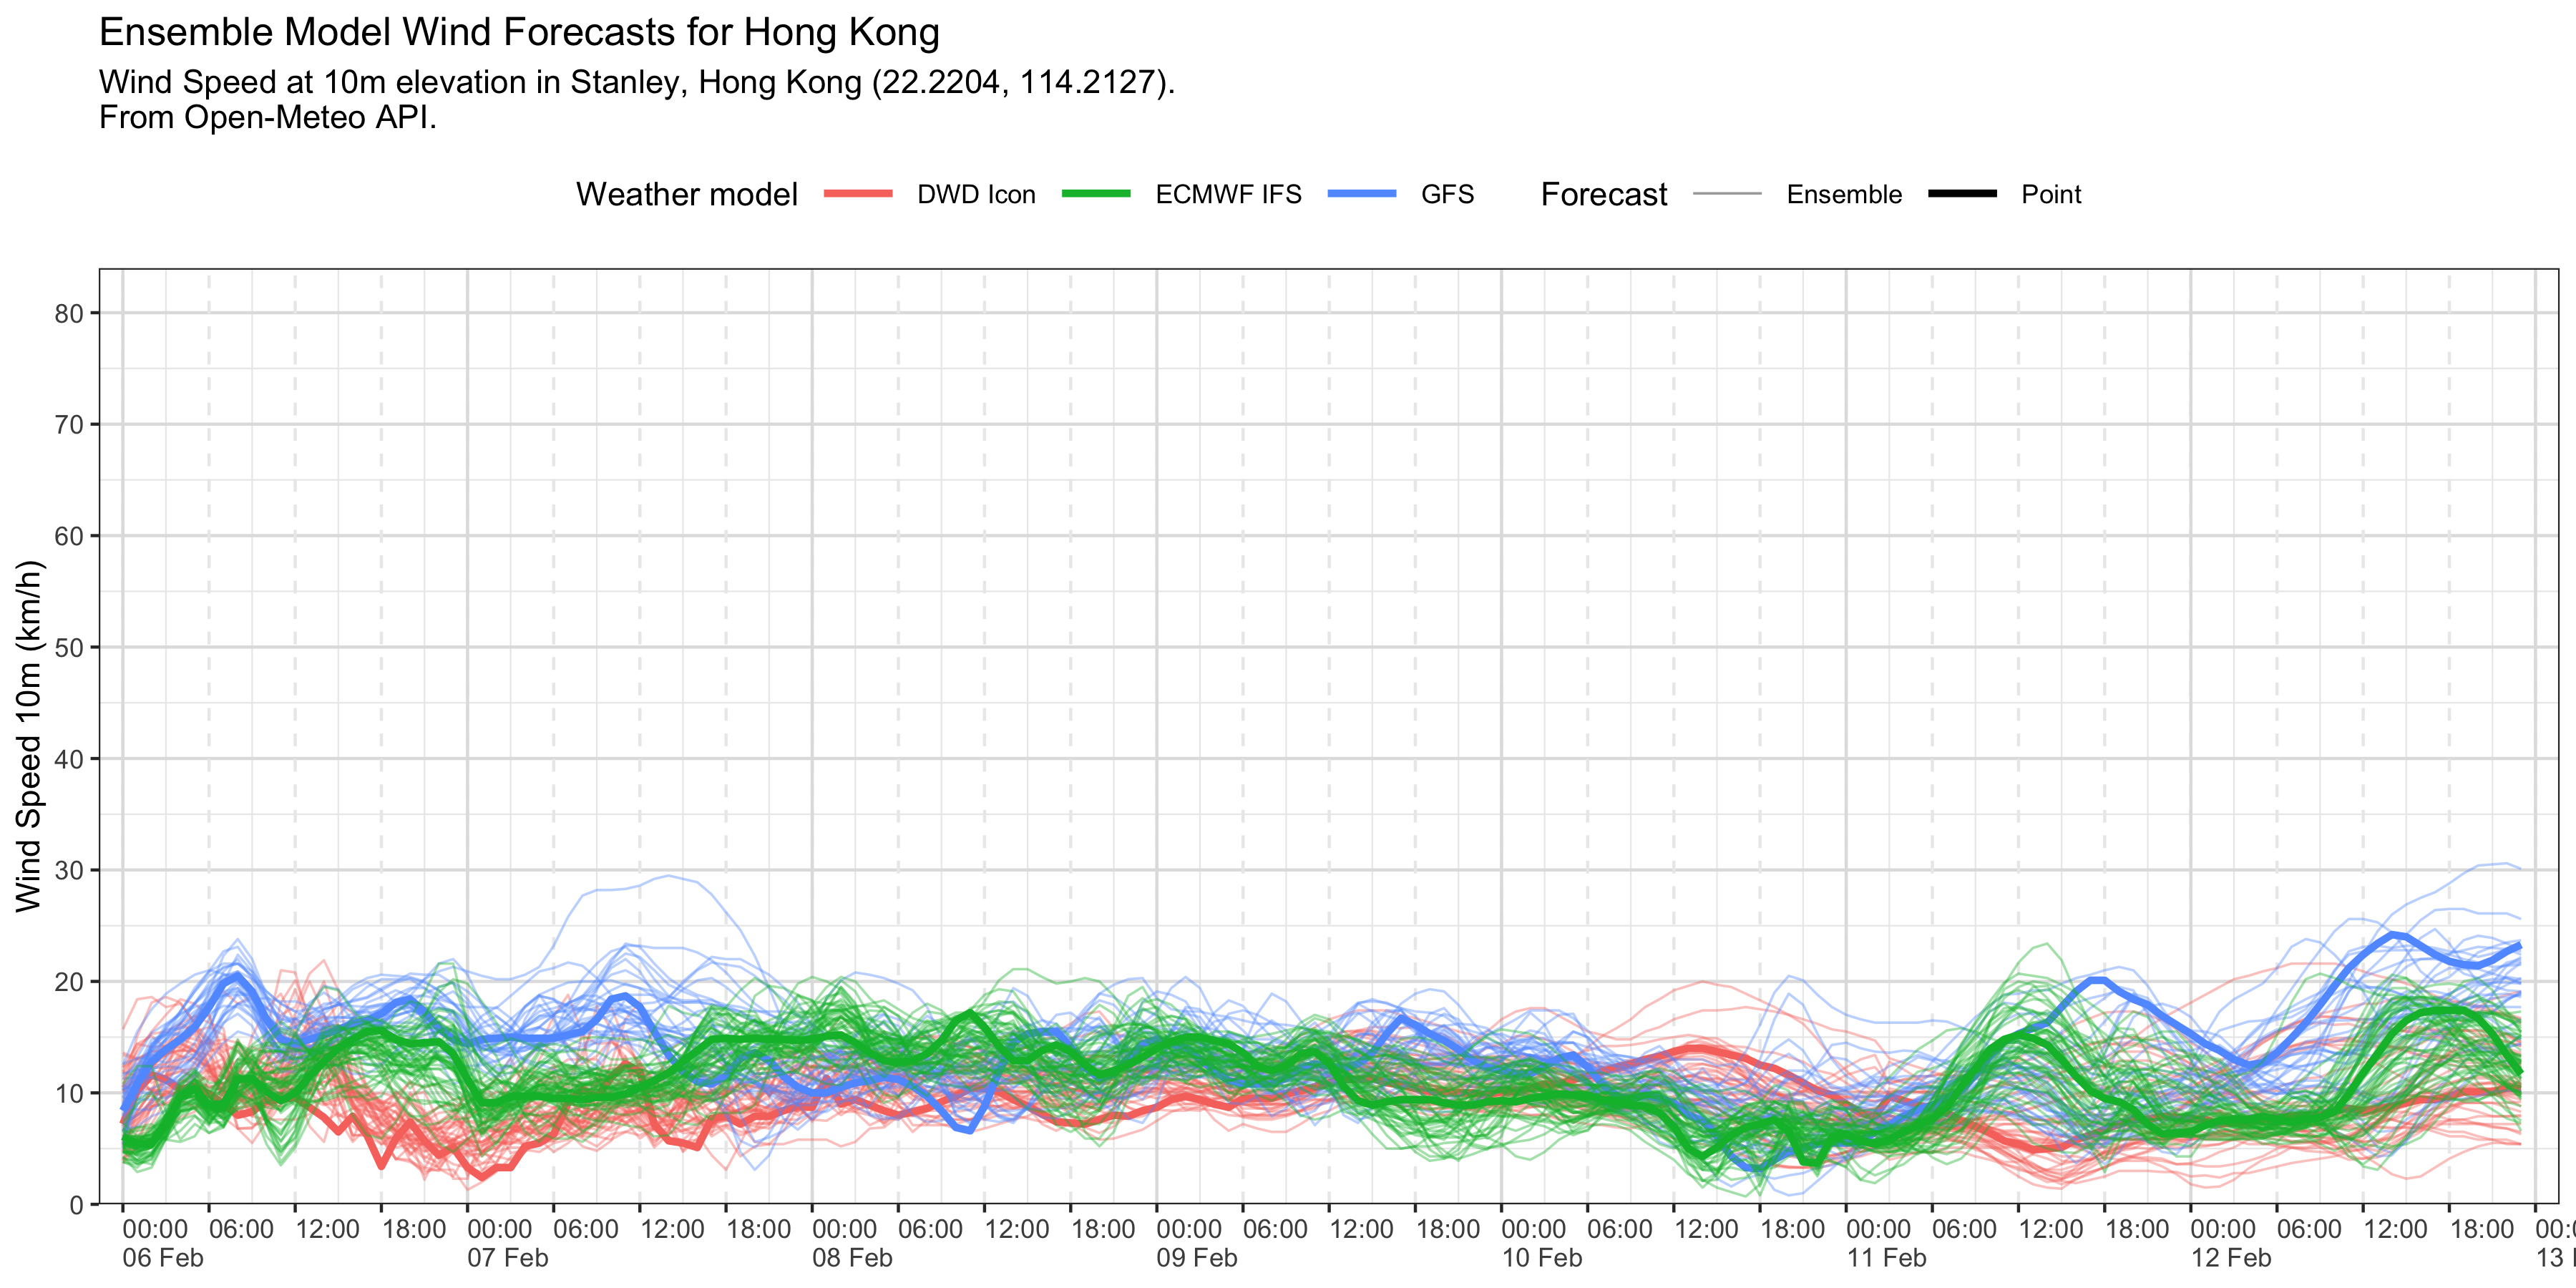 Ensemble Model Wind Forecasts for Hong Kong
Wind Speed at 10m elevation in Stanley, Hong Kong (22.2204, 114.2127).
From Open-Meteo API.
Weather model DWD Icon ECMWF IFS GFS Forecast Ensemble Point
Wind Speed 10m (km/h)
80
70
60
50
40
30
20
10
0
00:00 06:00 12:00 18:00 00:00 06:00 12:00 18:00 00:00 06:00 12:00 18:00 00:00 06:00 12:00 18:00 00:00 06:00 12:00 18:00 00:00 06:00 12:00 18:00 00:00 06:00 12:00 18:00
06 Feb 07 Feb 08 Feb 09 Feb 10 Feb 11 Feb 12 Feb 13